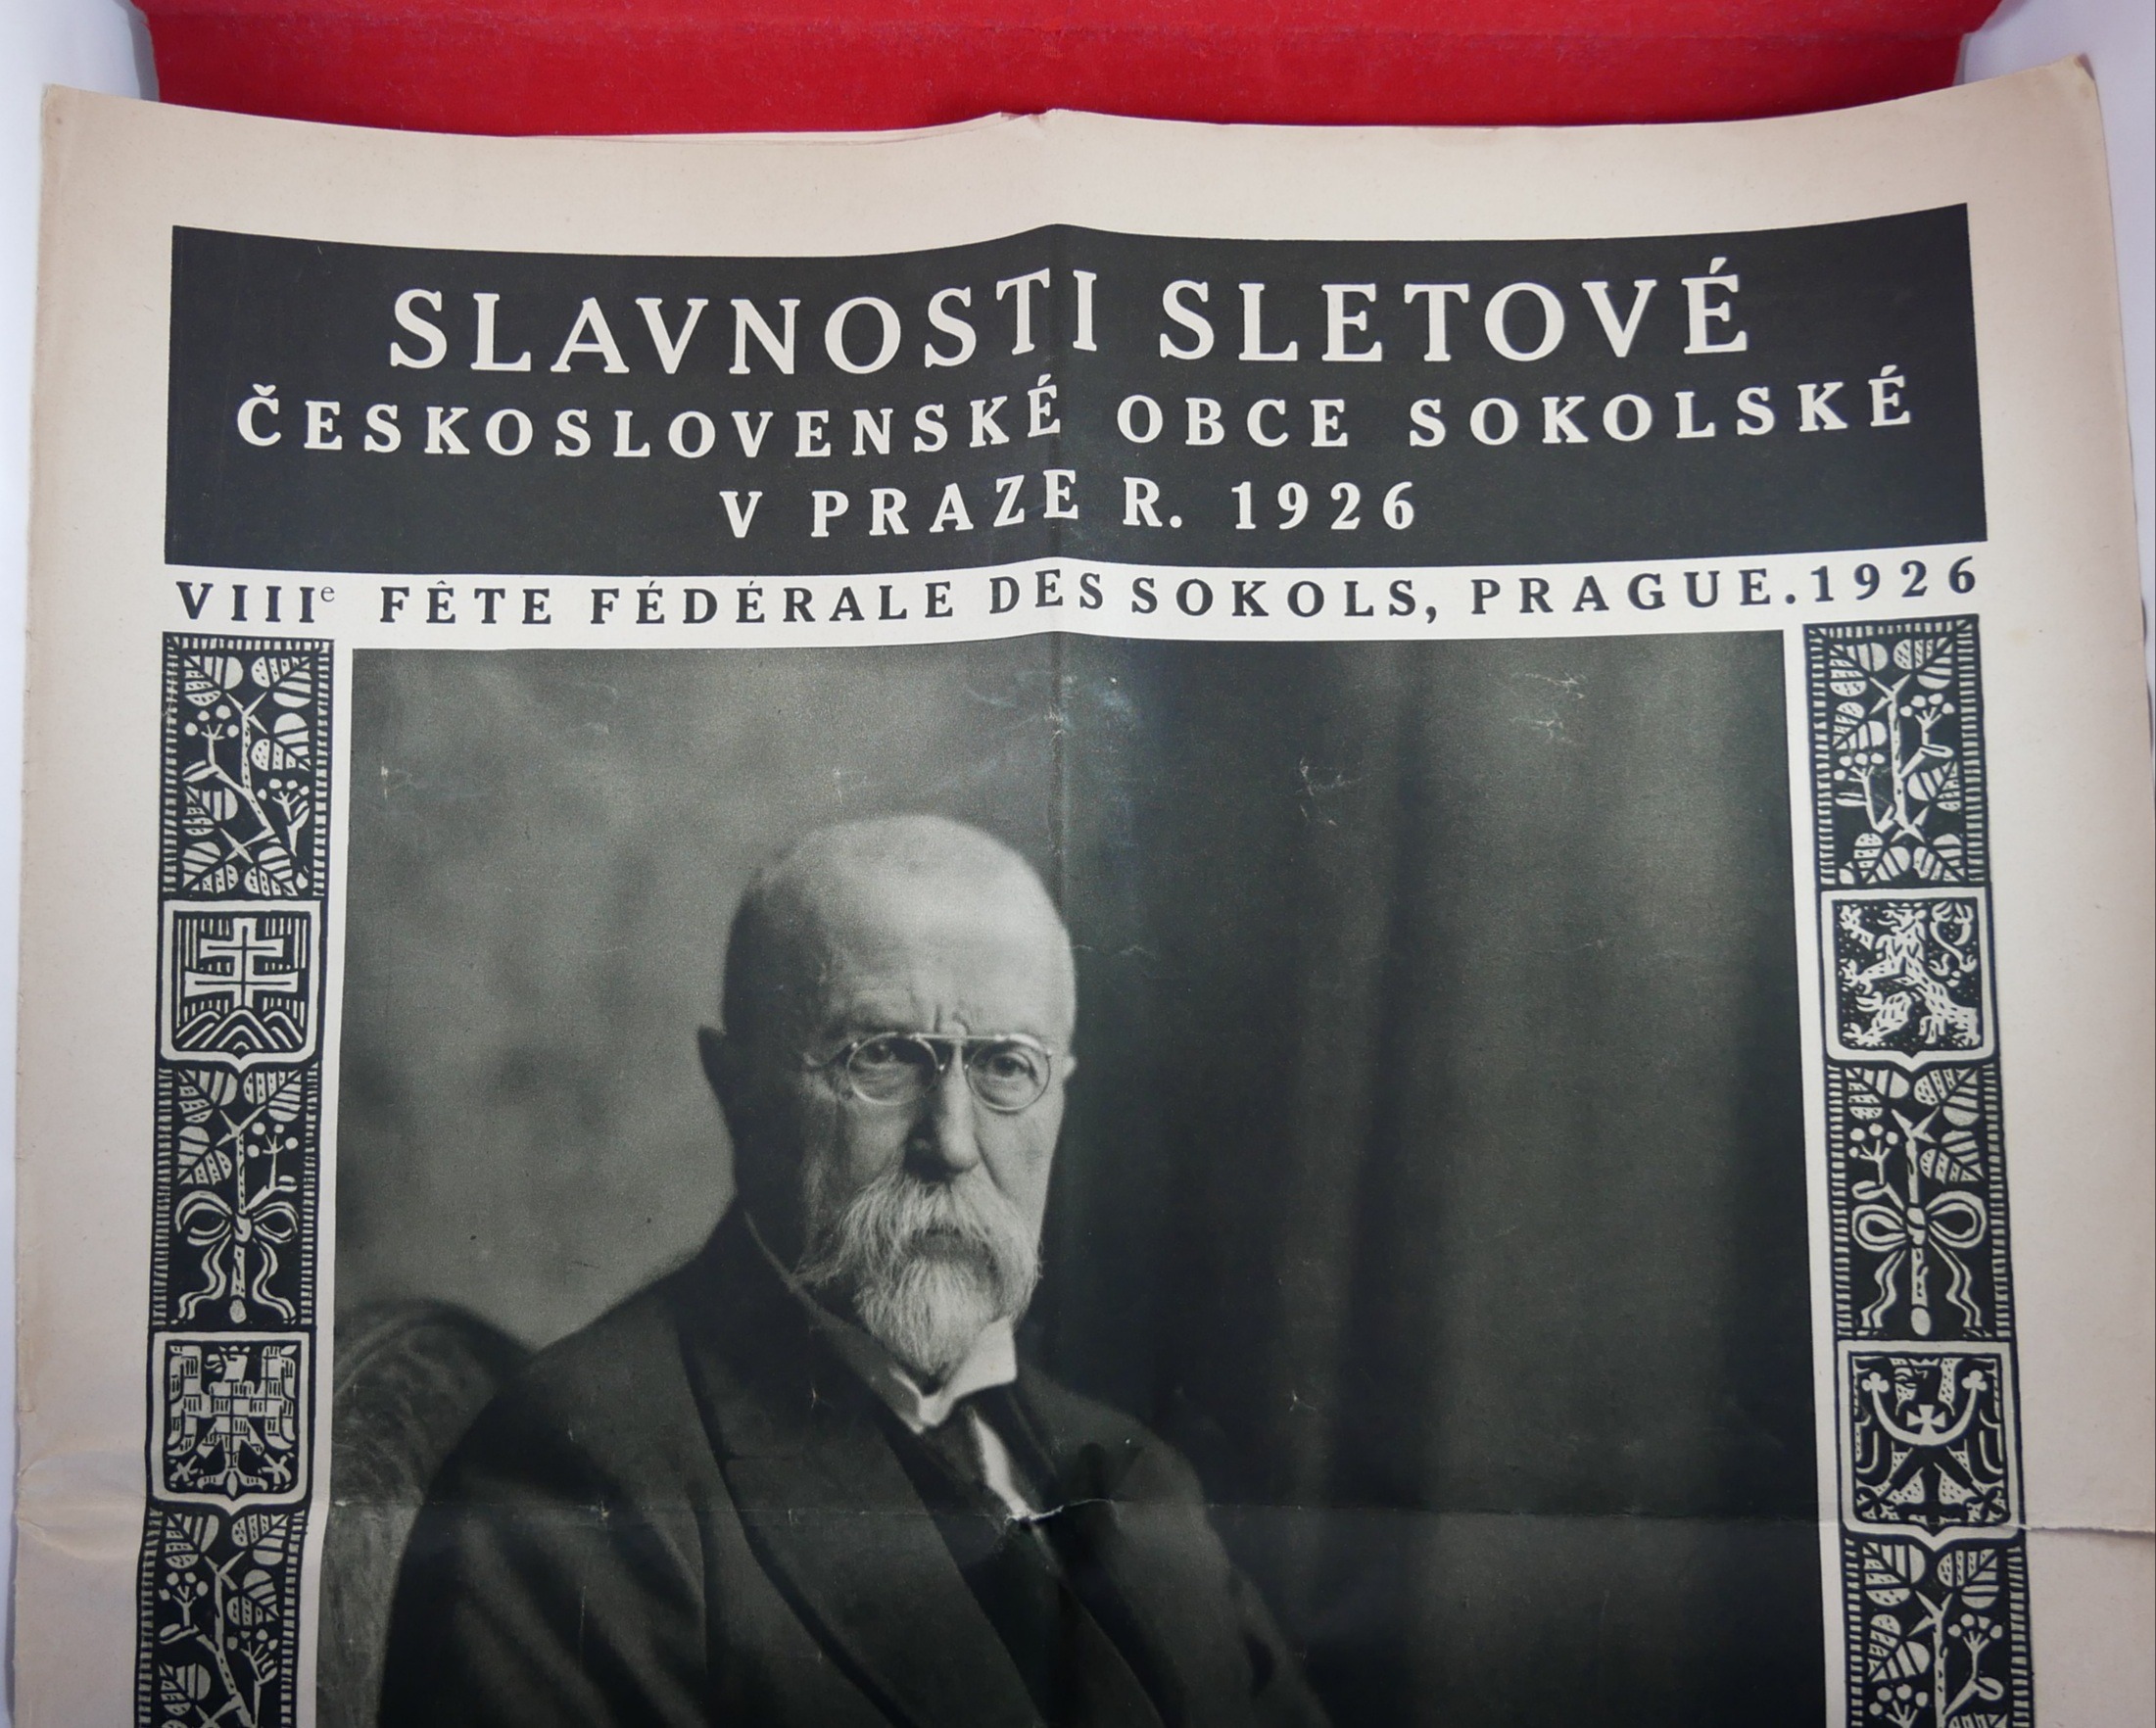 SLAVNOSTI SLETOVÉ
ČESKOSLOVENSKÉ OBCE SOKOLSKÉ
V PRAZE R. 1926
VIIIe FÊTE FÉDÉRALE DES SOKOLS, PRAGUE.1926